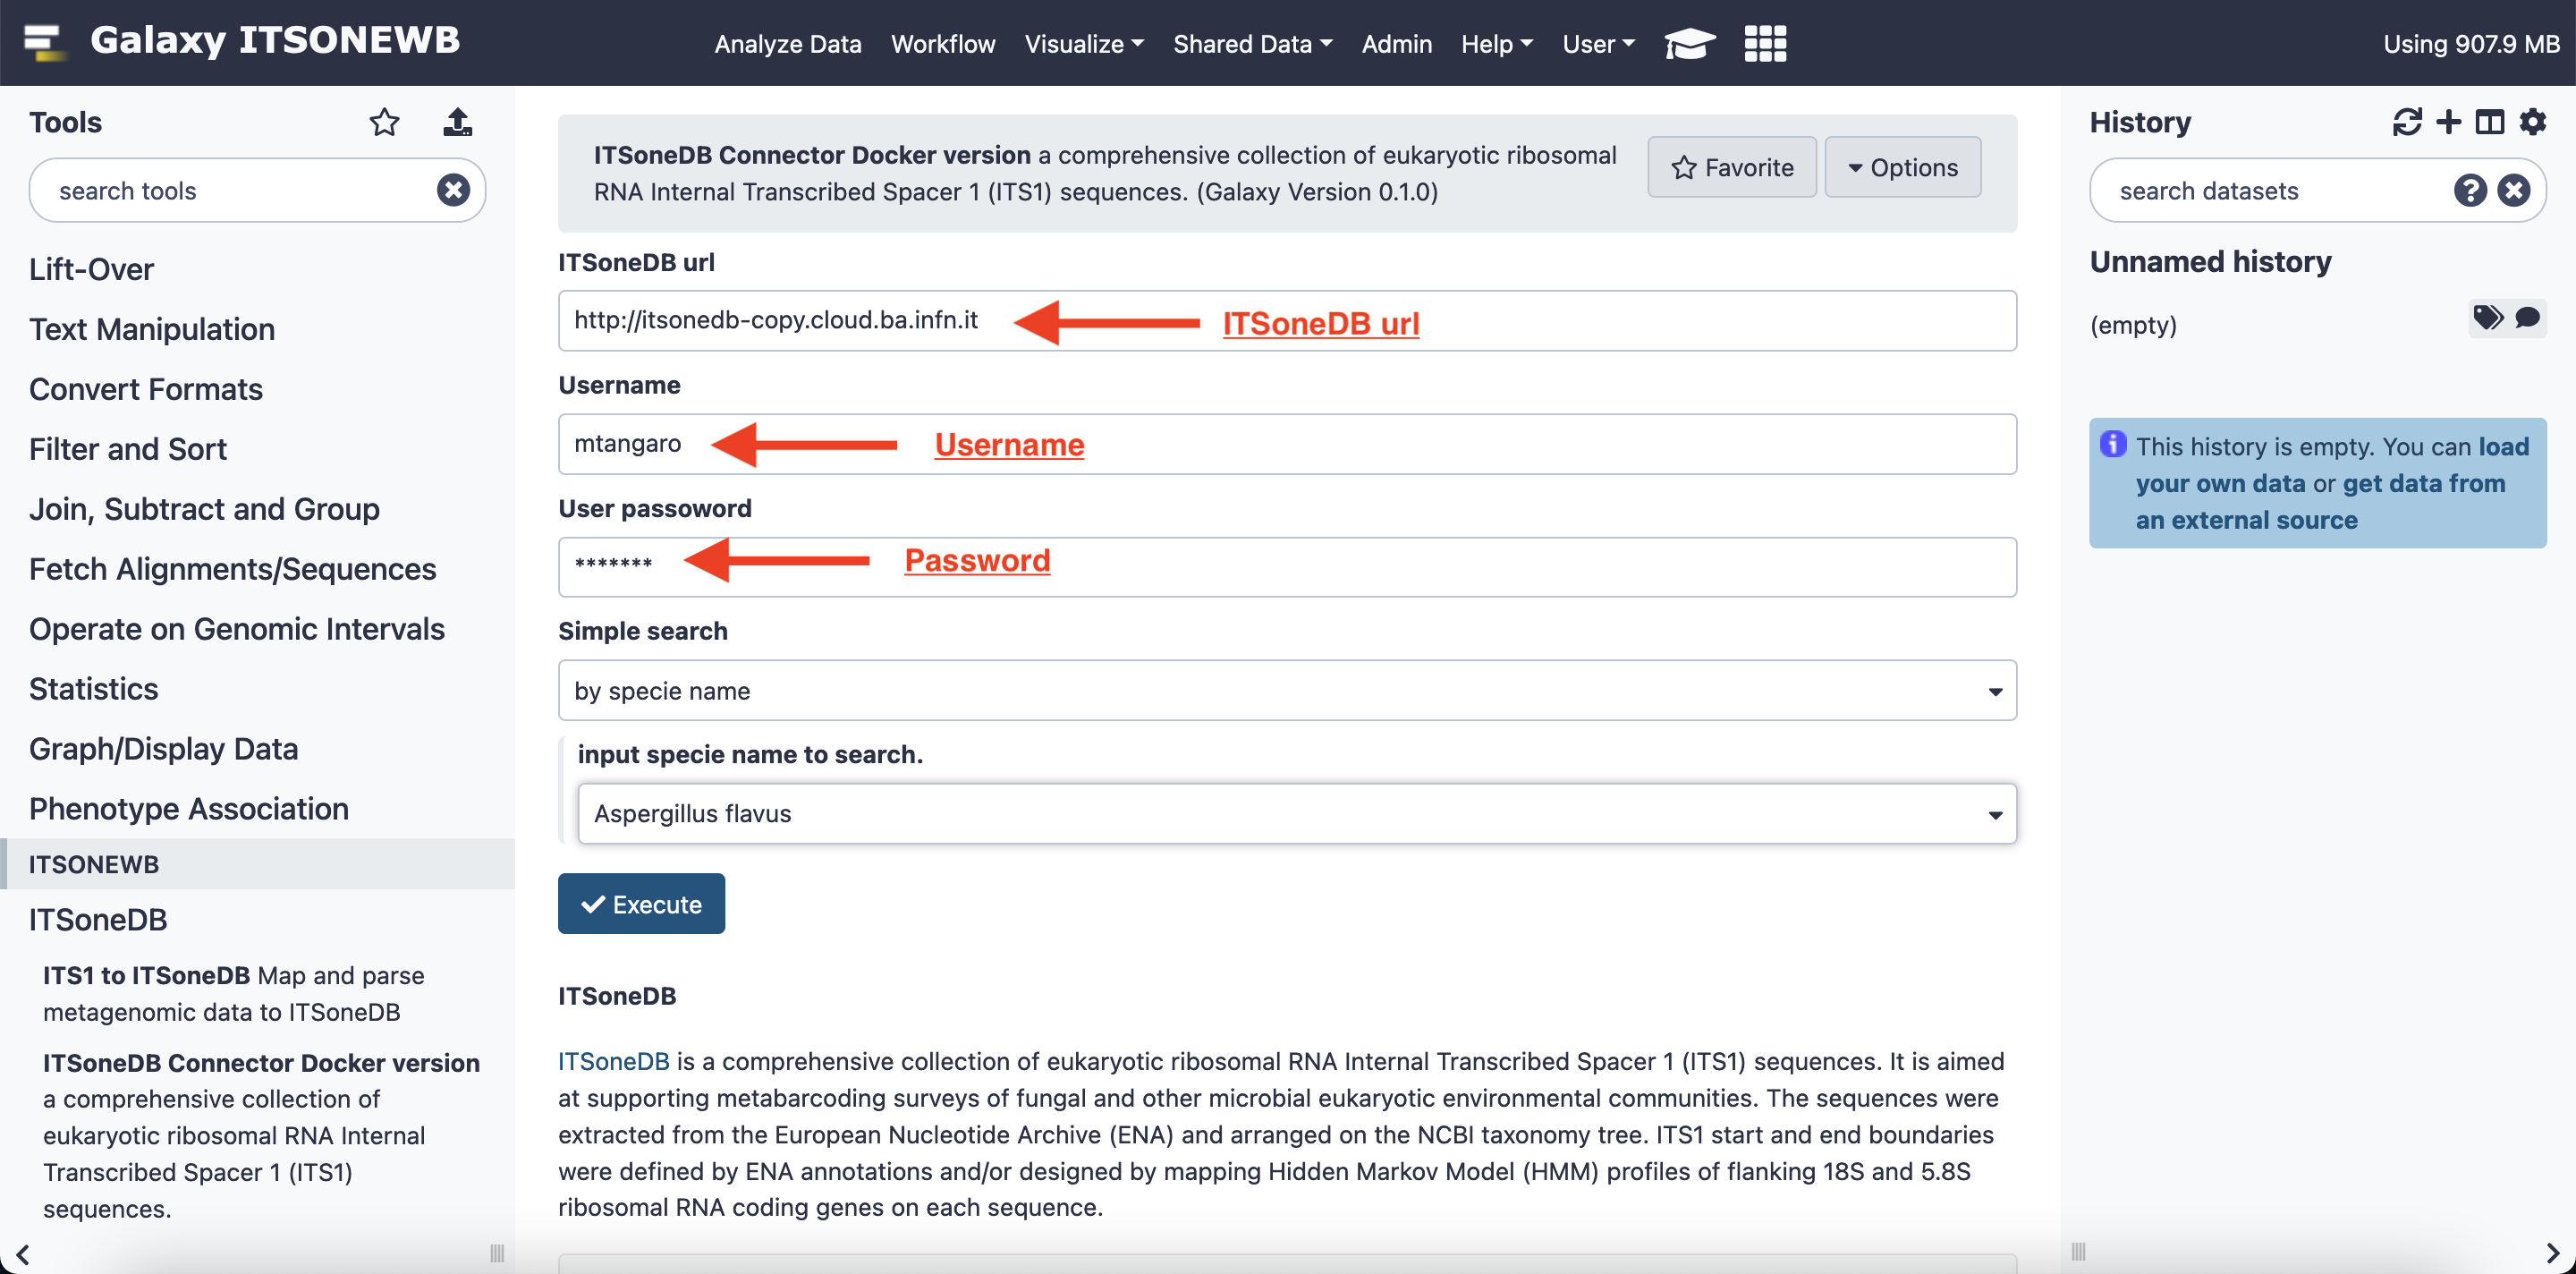 Galaxy ITSONEWB
Analyze Data Workflow Visualize Shared Data Admin Help User
Using 907.9 MB
Tools
search tools
Lift-Over
Text Manipulation
Convert Formats
Filter and Sort
Join, Subtract and Group
Fetch Alignments/Sequences
Operate on Genomic Intervals
Statistics
Graph/Display Data
Phenotype Association
ITSONEWB
ITSoneDB
ITS1 to ITSoneDB Map and parse
metagenomic data to ITSoneDB
ITSoneDB Connector Docker version
a comprehensive collection of
eukaryotic ribosomal RNA Internal
Transcribed Spacer 1 (ITS1)
sequences.
ITSoneDB Connector Docker version a comprehensive collection of eukaryotic ribosomal
RNA Internal Transcribed Spacer 1 (ITS1) sequences. (Galaxy Version 0.1.0)
Favorite
Options
ITSoneDB url
http://itsonedb-copy.cloud.ba.infn.it
ITSoneDB url
Username
mtangaro
Username
User passoword
*******
Password
Simple search
by specie name
input specie name to search.
Aspergillus flavus
Execute
ITSoneDB
ITSoneDB is a comprehensive collection of eukaryotic ribosomal RNA Internal Transcribed Spacer 1 (ITS1) sequences. It is aimed
at supporting metabarcoding surveys of fungal and other microbial eukaryotic environmental communities. The sequences were
extracted from the European Nucleotide Archive (ENA) and arranged on the NCBI taxonomy tree. ITS1 start and end boundaries
were defined by ENA annotations and/or designed by mapping Hidden Markov Model (HMM) profiles of flanking 18S and 5.8S
ribosomal RNA coding genes on each sequence.
History
search datasets
Unnamed history
(empty)
This history is empty. You can load
your own data or get data from
an external source